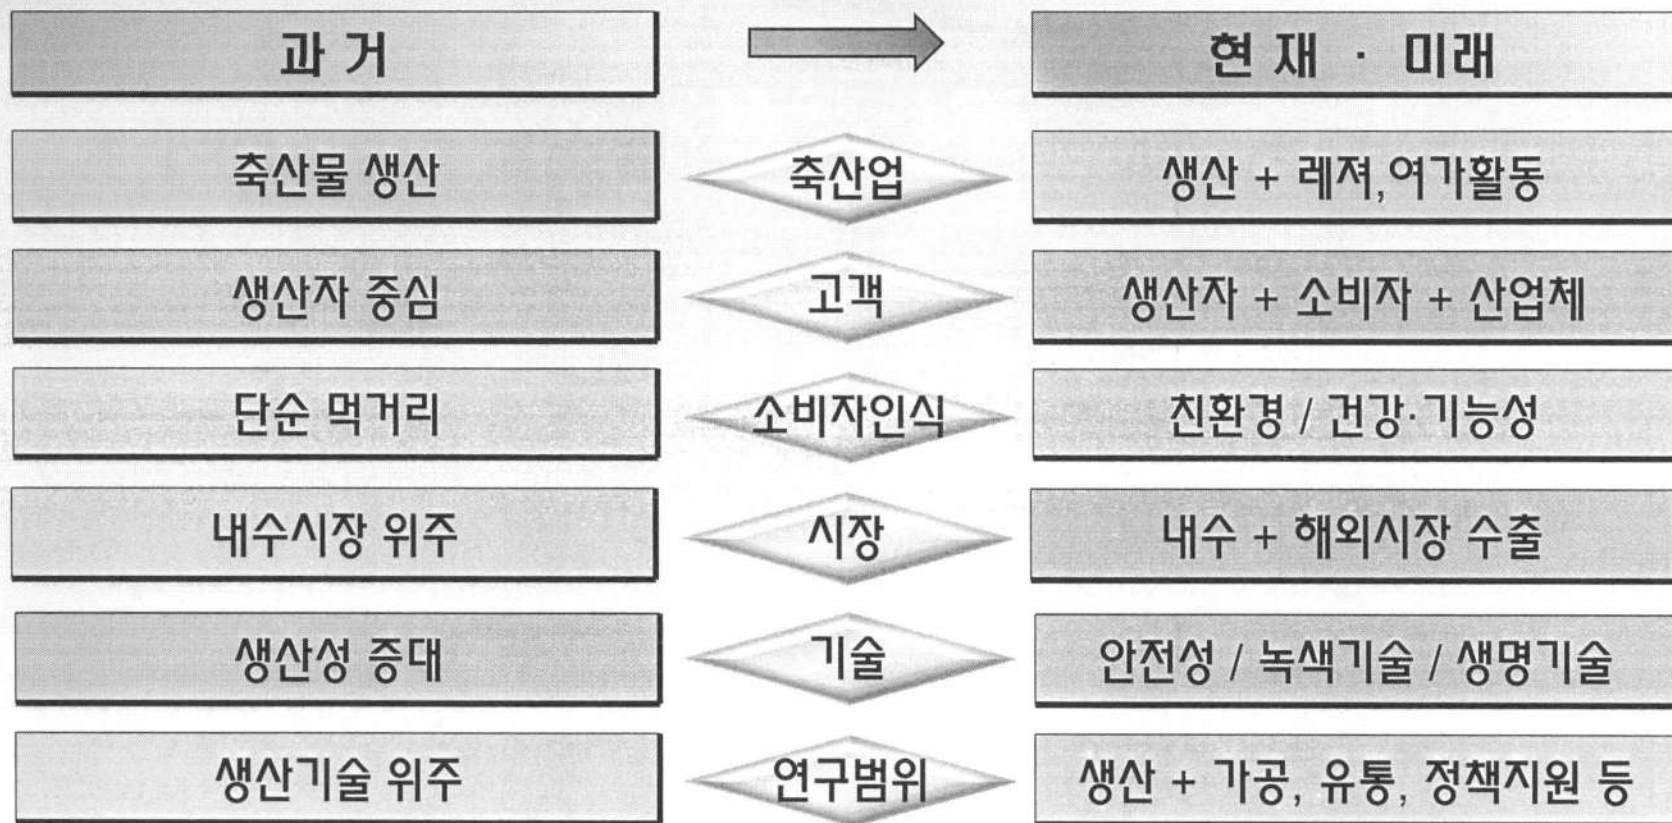 과 거 현 재 · 미래
축산물 생산 축산업 생산 + 레져,여가활동
생산자 중심 고객 생산자 + 소비자 + 산업체
단순 먹거리 소비자인식 친환경 / 건강·기능성
내수시장 위주 시장 내수 + 해외시장 수출
생산성 증대 기술 안전성 / 녹색기술 / 생명기술
생산기술 위주 연구범위 생산 + 가공, 유통, 정책지원 등